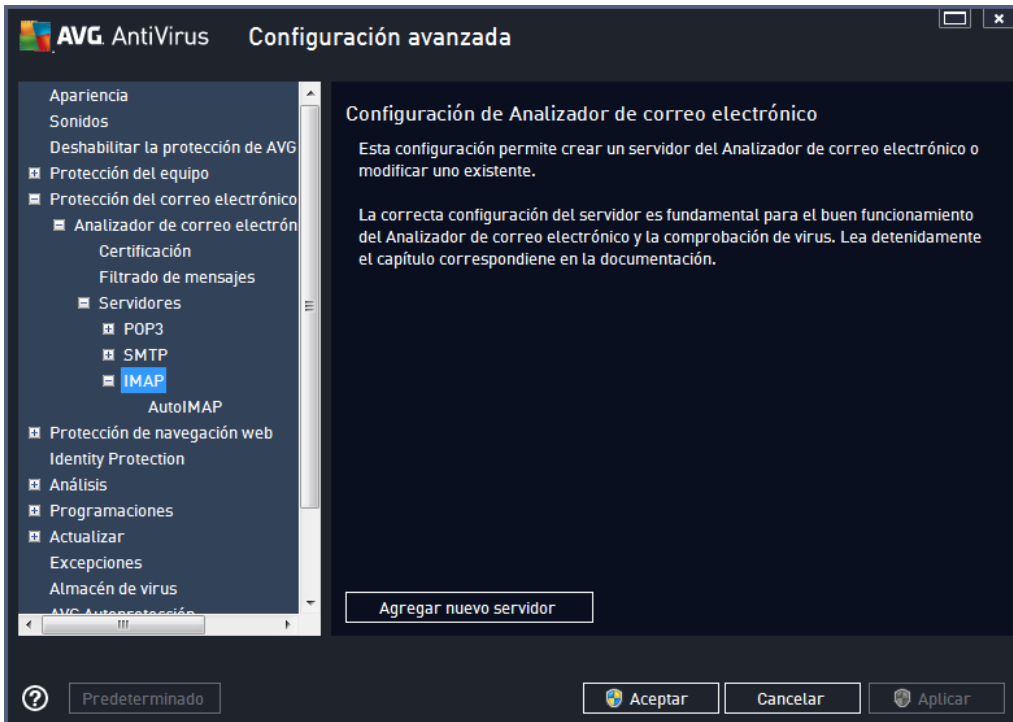 AVG. AntiVirus Configuración avanzada
Apariencia
Sonidos
Deshabilitar la protección de AVG
Protección del equipo
Protección del correo electrónico
Analizador de correo electrón
Certificación
Filtrado de mensajes
Servidores
POP3
SMTP
IMAP
AutoIMAP
Protección de navegación web
Identity Protection
Análisis
Programaciones
Actualizar
Excepciones
Almacén de virus
AVG Autoprotección
Configuración de Analizador de correo electrónico
Esta configuración permite crear un servidor del Analizador de correo electrónico o
modificar uno existente.
La correcta configuración del servidor es fundamental para el buen funcionamiento
del Analizador de correo electrónico y la comprobación de virus. Lea detenidamente
el capítulo correspondiene en la documentación.
Agregar nuevo servidor
Predeterminado
Aceptar
Cancelar
Aplicar